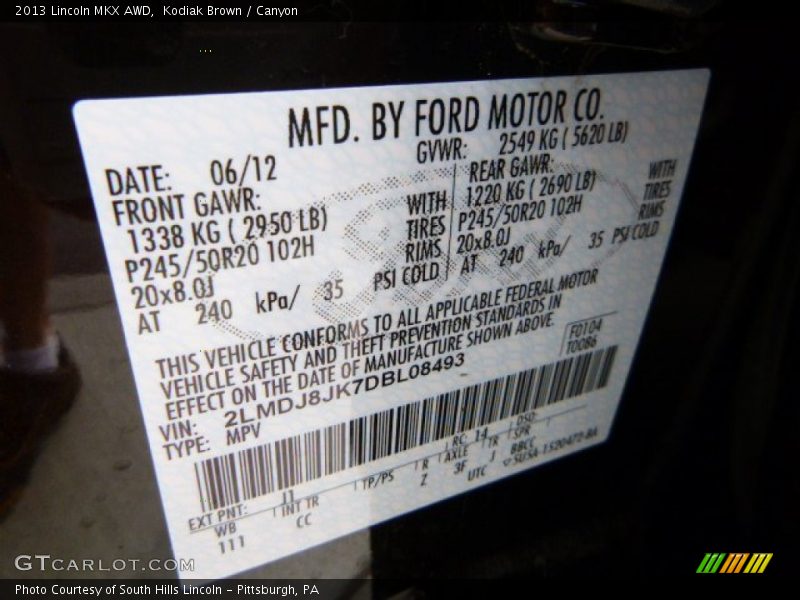 2013 Lincoln MKX AWD,  Kodiak Brown / Canyon
MFD. BY FORD MOTOR CO.
DATE: 06/12
GVWR: 2549 KG ( 5620 LB)
FRONT GAWR:
1338 KG ( 2950 LB)
P245/50R20 102H
20x8.0J
AT 240 kPa/ 35 PSI COLD
WITH
TIRES
RIMS
REAR GAWR:
1220 KG ( 2690 LB)
P245/50R20 102H
20x8.0J
AT 240 kPa/ 35 PSI COLD
WITH
TIRES
RIMS
THIS VEHICLE CONFORMS TO ALL APPLICABLE FEDERAL MOTOR
VEHICLE SAFETY AND THEFT PREVENTION STANDARDS IN
EFFECT ON THE DATE OF MANUFACTURE SHOWN ABOVE.
F0104
T0086
VIN: 2LMDJ8JK7DBL08493
TYPE: MPV
EXT PNT: J1 RC: 14 DSO:
WB INT TR TP/PS R AXLE TR SPR
111 CC Z 3F J BBCC
UTC
GTCARLOT.COM
Photo Courtesy of South Hills Lincoln - Pittsburgh, PA